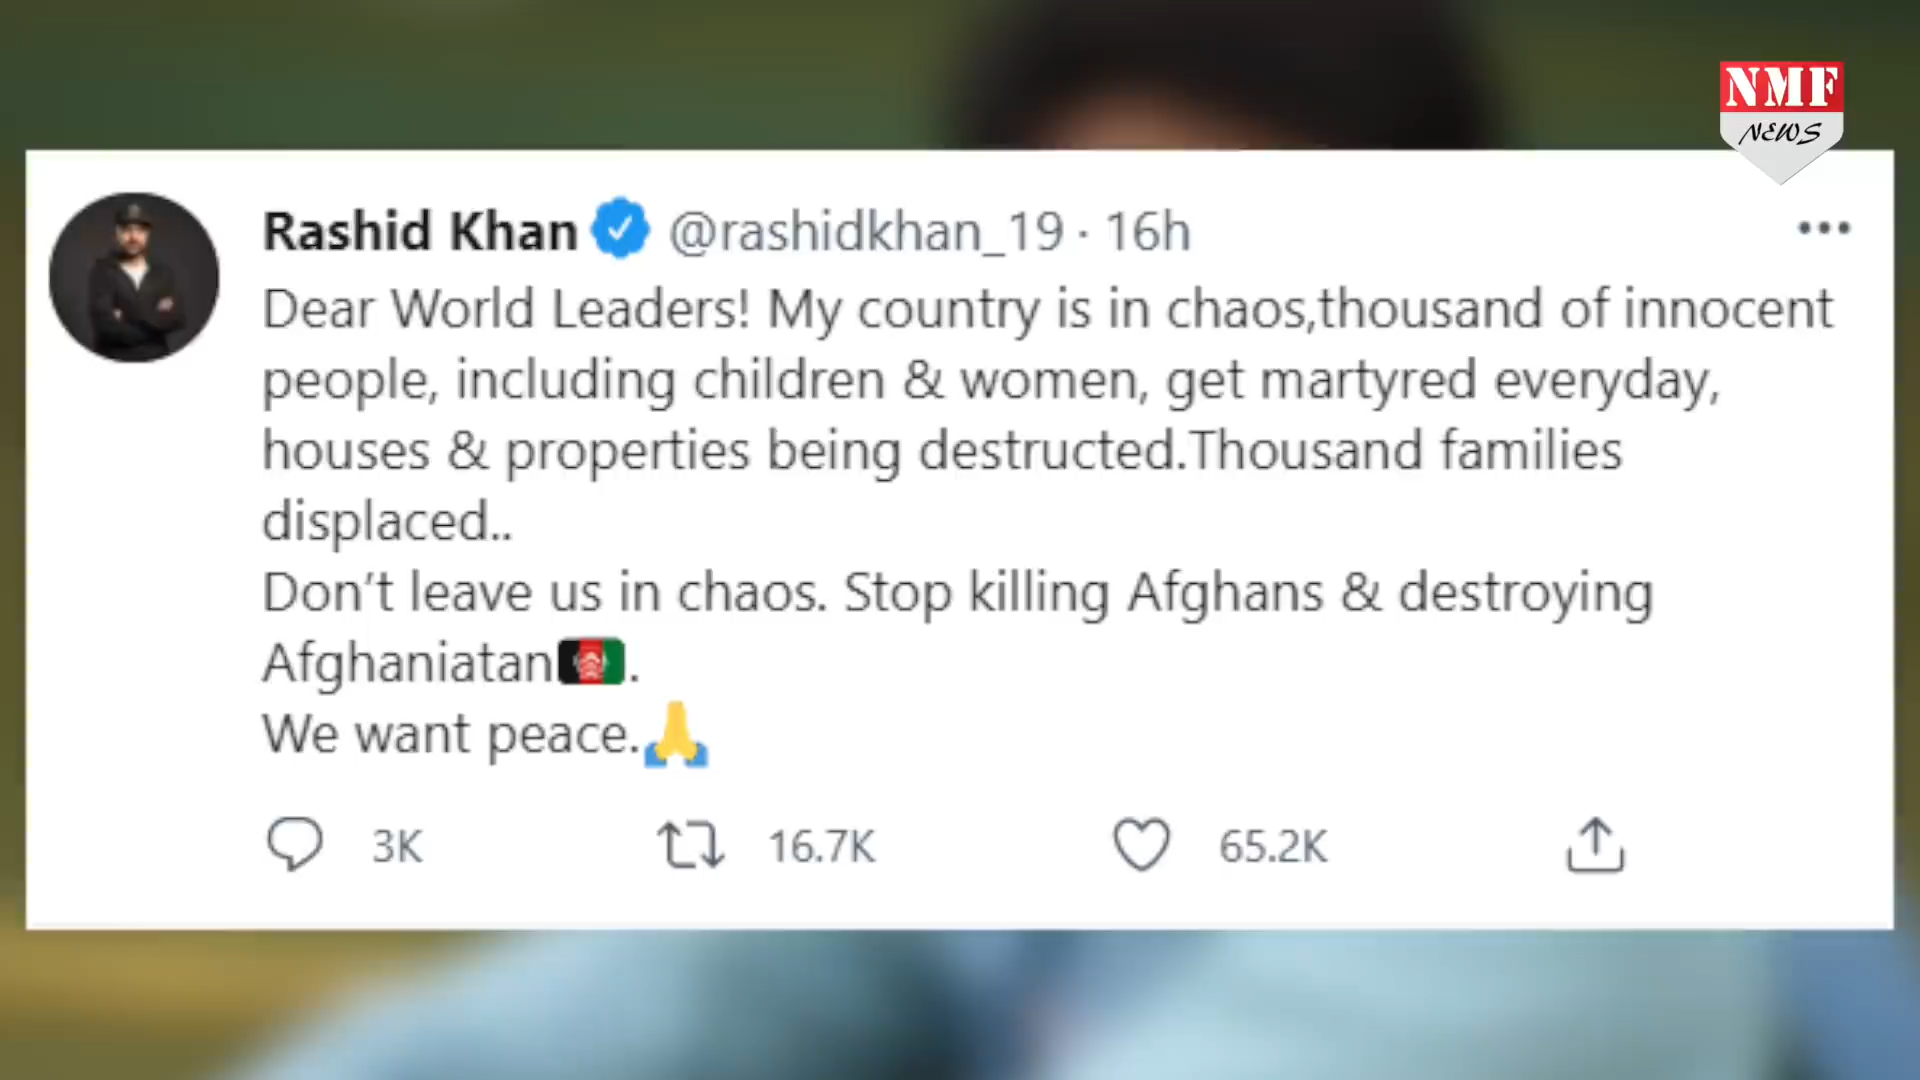 NMF
NEWS
Rashid Khan @rashidkhan_19 · 16h
Dear World Leaders! My country is in chaos,thousand of innocent
people, including children & women, get martyred everyday,
houses & properties being destructed.Thousand families
displaced..
Don't leave us in chaos. Stop killing Afghans & destroying
Afghaniatan🇦🇫.
We want peace.🙏
3K 16.7K 65.2K